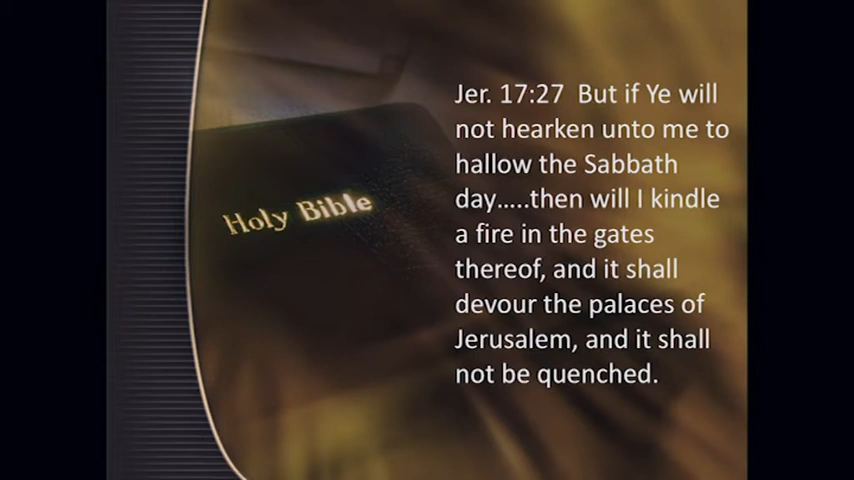 Holy Bible
Jer. 17:27 But if Ye will
not hearken unto me to
hallow the Sabbath
day.....then will I kindle
a fire in the gates
thereof, and it shall
devour the palaces of
Jerusalem, and it shall
not be quenched.